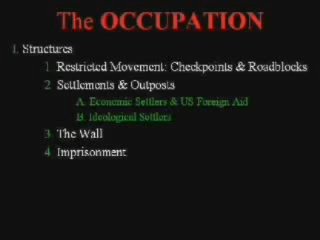 The OCCUPATION
I. Structures
1. Restricted Movement: Checkpoints & Roadblocks
2. Settlements & Outposts
A. Economic Settlers & US Foreign Aid
B. Ideological Settlers
3. The Wall
4. Imprisonment